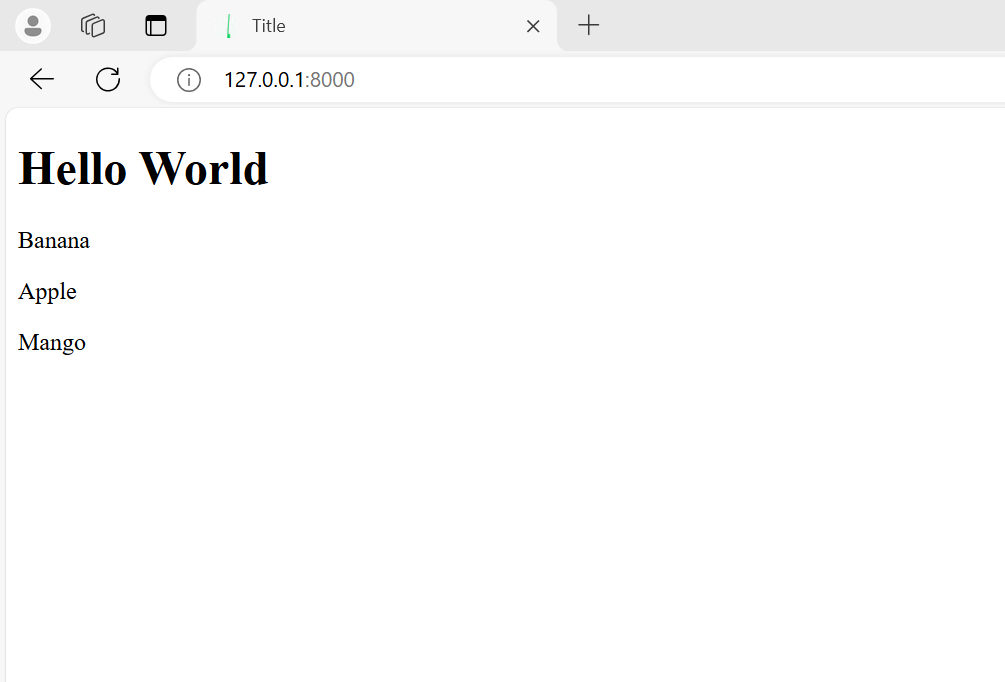 Title
127.0.0.1:8000
Hello World
Banana
Apple
Mango